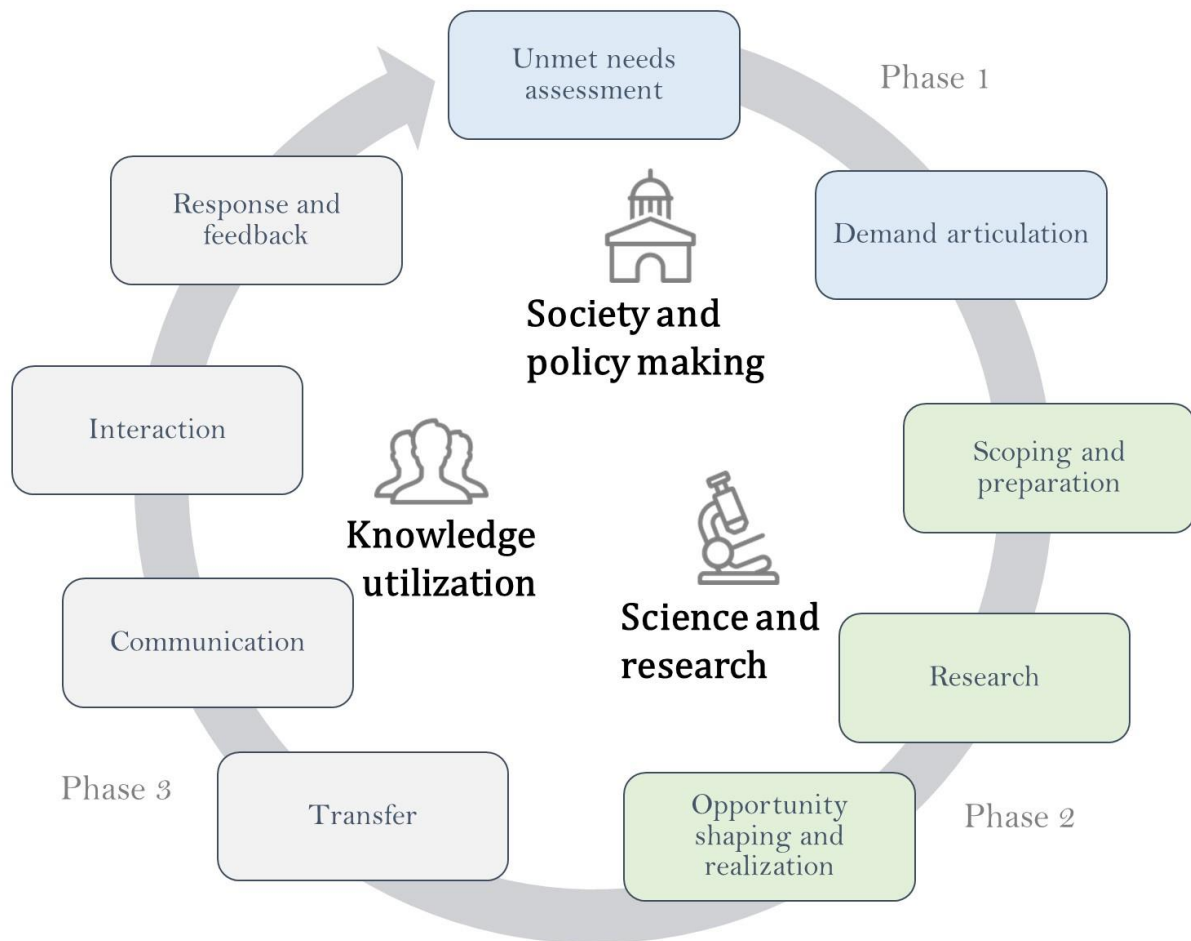 Unmet needs
assessment
Phase 1
Demand articulation
Scoping and
preparation
Research
Phase 2
Opportunity
shaping and
realization
Transfer
Phase 3
Communication
Interaction
Response and
feedback
Society and
policy making
Science and
research
Knowledge
utilization